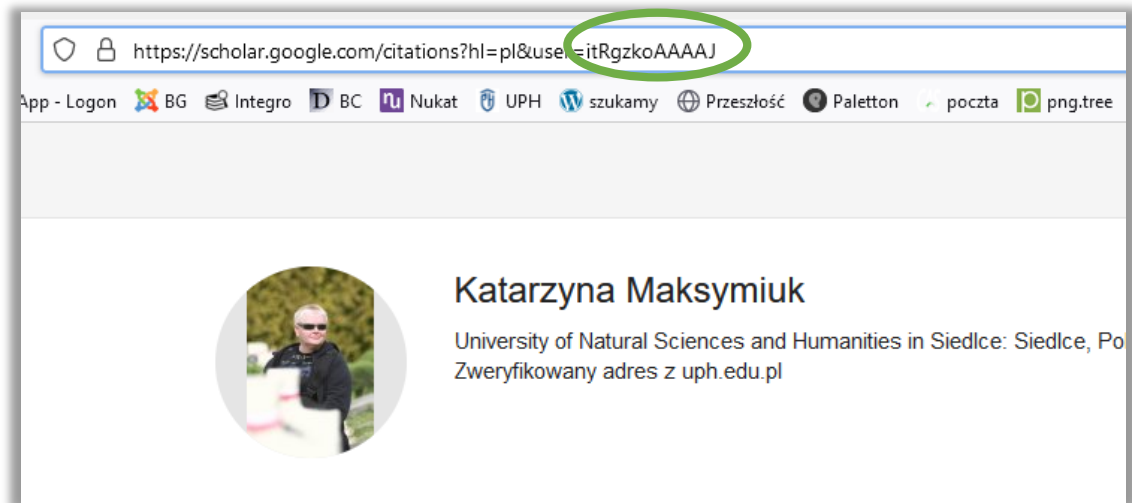 https://scholar.google.com/citations?hl=pl&user=itRgzkoAAAAJ
App - Logon BG Integro D BC nu Nukat UPH szukamy Przeszłość Paletton poczta png.tree
Katarzyna Maksymiuk
University of Natural Sciences and Humanities in Siedlce: Siedlce, Po
Zweryfikowany adres z uph.edu.pl